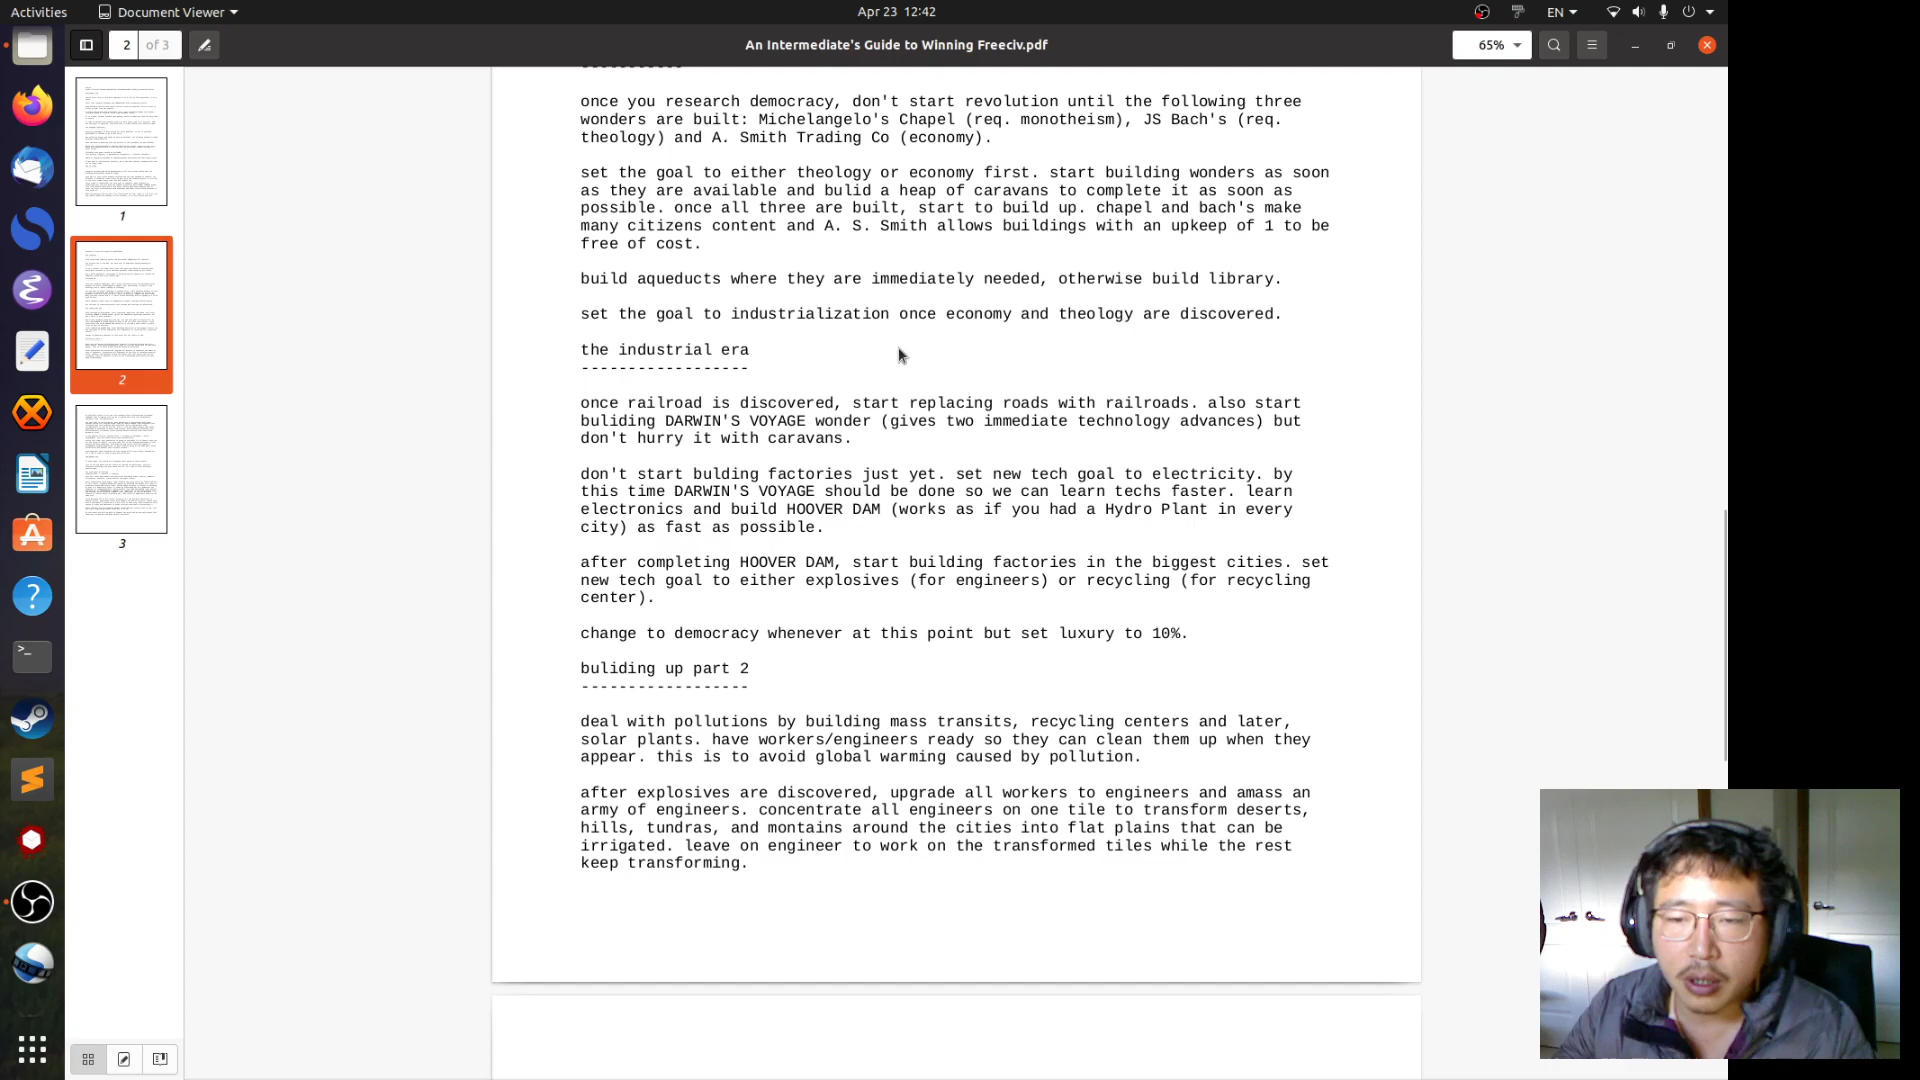 Activities
Document Viewer
Apr 23 12:42
EN
2 of 3
An Intermediate's Guide to Winning Freeciv.pdf
65%
once you research democracy, don't start revolution until the following three
wonders are built: Michelangelo's Chapel (req. monotheism), JS Bach's (req.
theology) and A. Smith Trading Co (economy).
set the goal to either theology or economy first. start building wonders as soon
as they are available and bulid a heap of caravans to complete it as soon as
possible. once all three are built, start to build up. chapel and bach's make
many citizens content and A. S. Smith allows buildings with an upkeep of 1 to be
free of cost.
build aqueducts where they are immediately needed, otherwise build library.
set the goal to industrialization once economy and theology are discovered.
the industrial era
------------------
once railroad is discovered, start replacing roads with railroads. also start
buliding DARWIN'S VOYAGE wonder (gives two immediate technology advances) but
don't hurry it with caravans.
don't start bulding factories just yet. set new tech goal to electricity. by
this time DARWIN'S VOYAGE should be done so we can learn techs faster. learn
electronics and build HOOVER DAM (works as if you had a Hydro Plant in every
city) as fast as possible.
after completing HOOVER DAM, start building factories in the biggest cities. set
new tech goal to either explosives (for engineers) or recycling (for recycling
center).
change to democracy whenever at this point but set luxury to 10%.
buliding up part 2
------------------
deal with pollutions by building mass transits, recycling centers and later,
solar plants. have workers/engineers ready so they can clean them up when they
appear. this is to avoid global warming caused by pollution.
after explosives are discovered, upgrade all workers to engineers and amass an
army of engineers. concentrate all engineers on one tile to transform deserts,
hills, tundras, and montains around the cities into flat plains that can be
irrigated. leave on engineer to work on the transformed tiles while the rest
keep transforming.
1
2
3